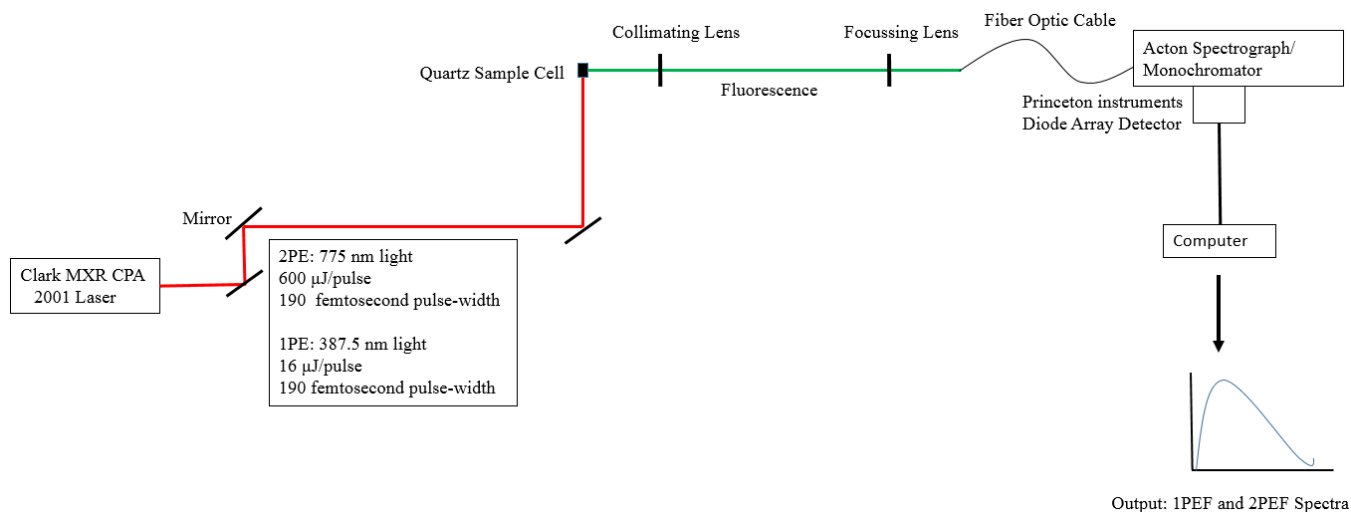 Fiber Optic Cable
Collimating Lens
Focussing Lens
Acton Spectrograph/
Monochromator
Quartz Sample Cell
Fluorescence
Princeton instruments
Diode Array Detector
Mirror
Computer
Clark MXR CPA
2001 Laser
2PE: 775 nm light
600 µJ/pulse
190 femtosecond pulse-width
1PE: 387.5 nm light
16 µJ/pulse
190 femtosecond pulse-width
Output: 1PEF and 2PEF Spectra